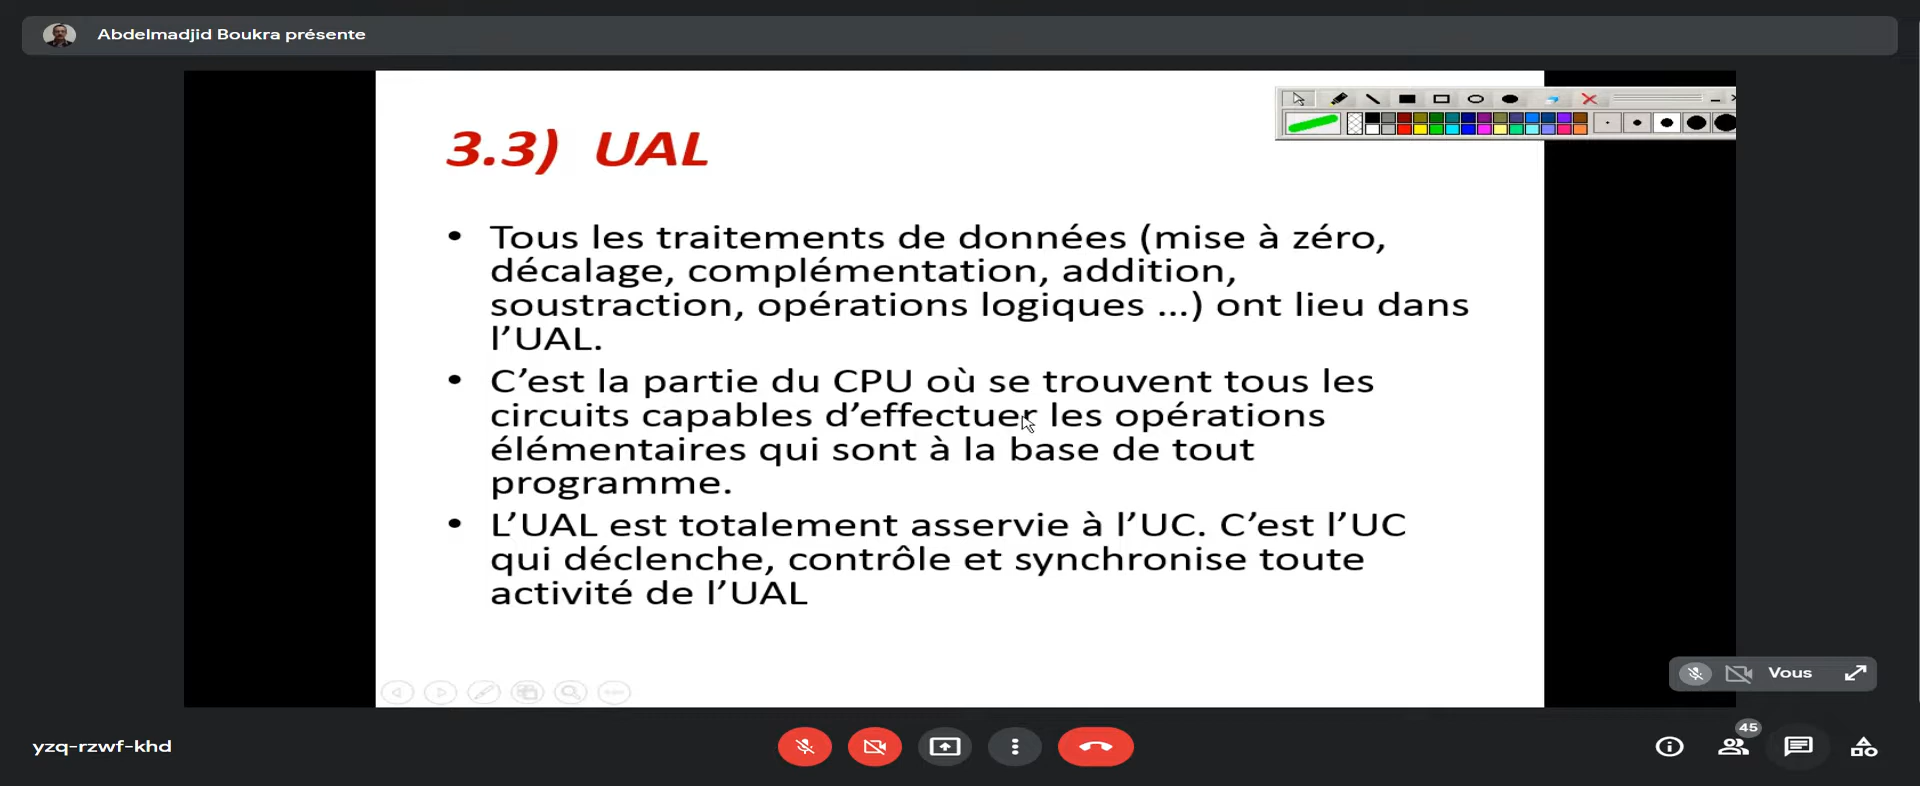 Abdelmadjid Boukra présente
3.3) UAL
• Tous les traitements de données (mise à zéro,
décalage, complémentation, addition,
soustraction, opérations logiques ...) ont lieu dans
l’UAL.
• C’est la partie du CPU où se trouvent tous les
circuits capables d’effectuer les opérations
élémentaires qui sont à la base de tout
programme.
• L’UAL est totalement asservie à l’UC. C’est l’UC
qui déclenche, contrôle et synchronise toute
activité de l’UAL
Vous
yzq-rzwf-khd
45